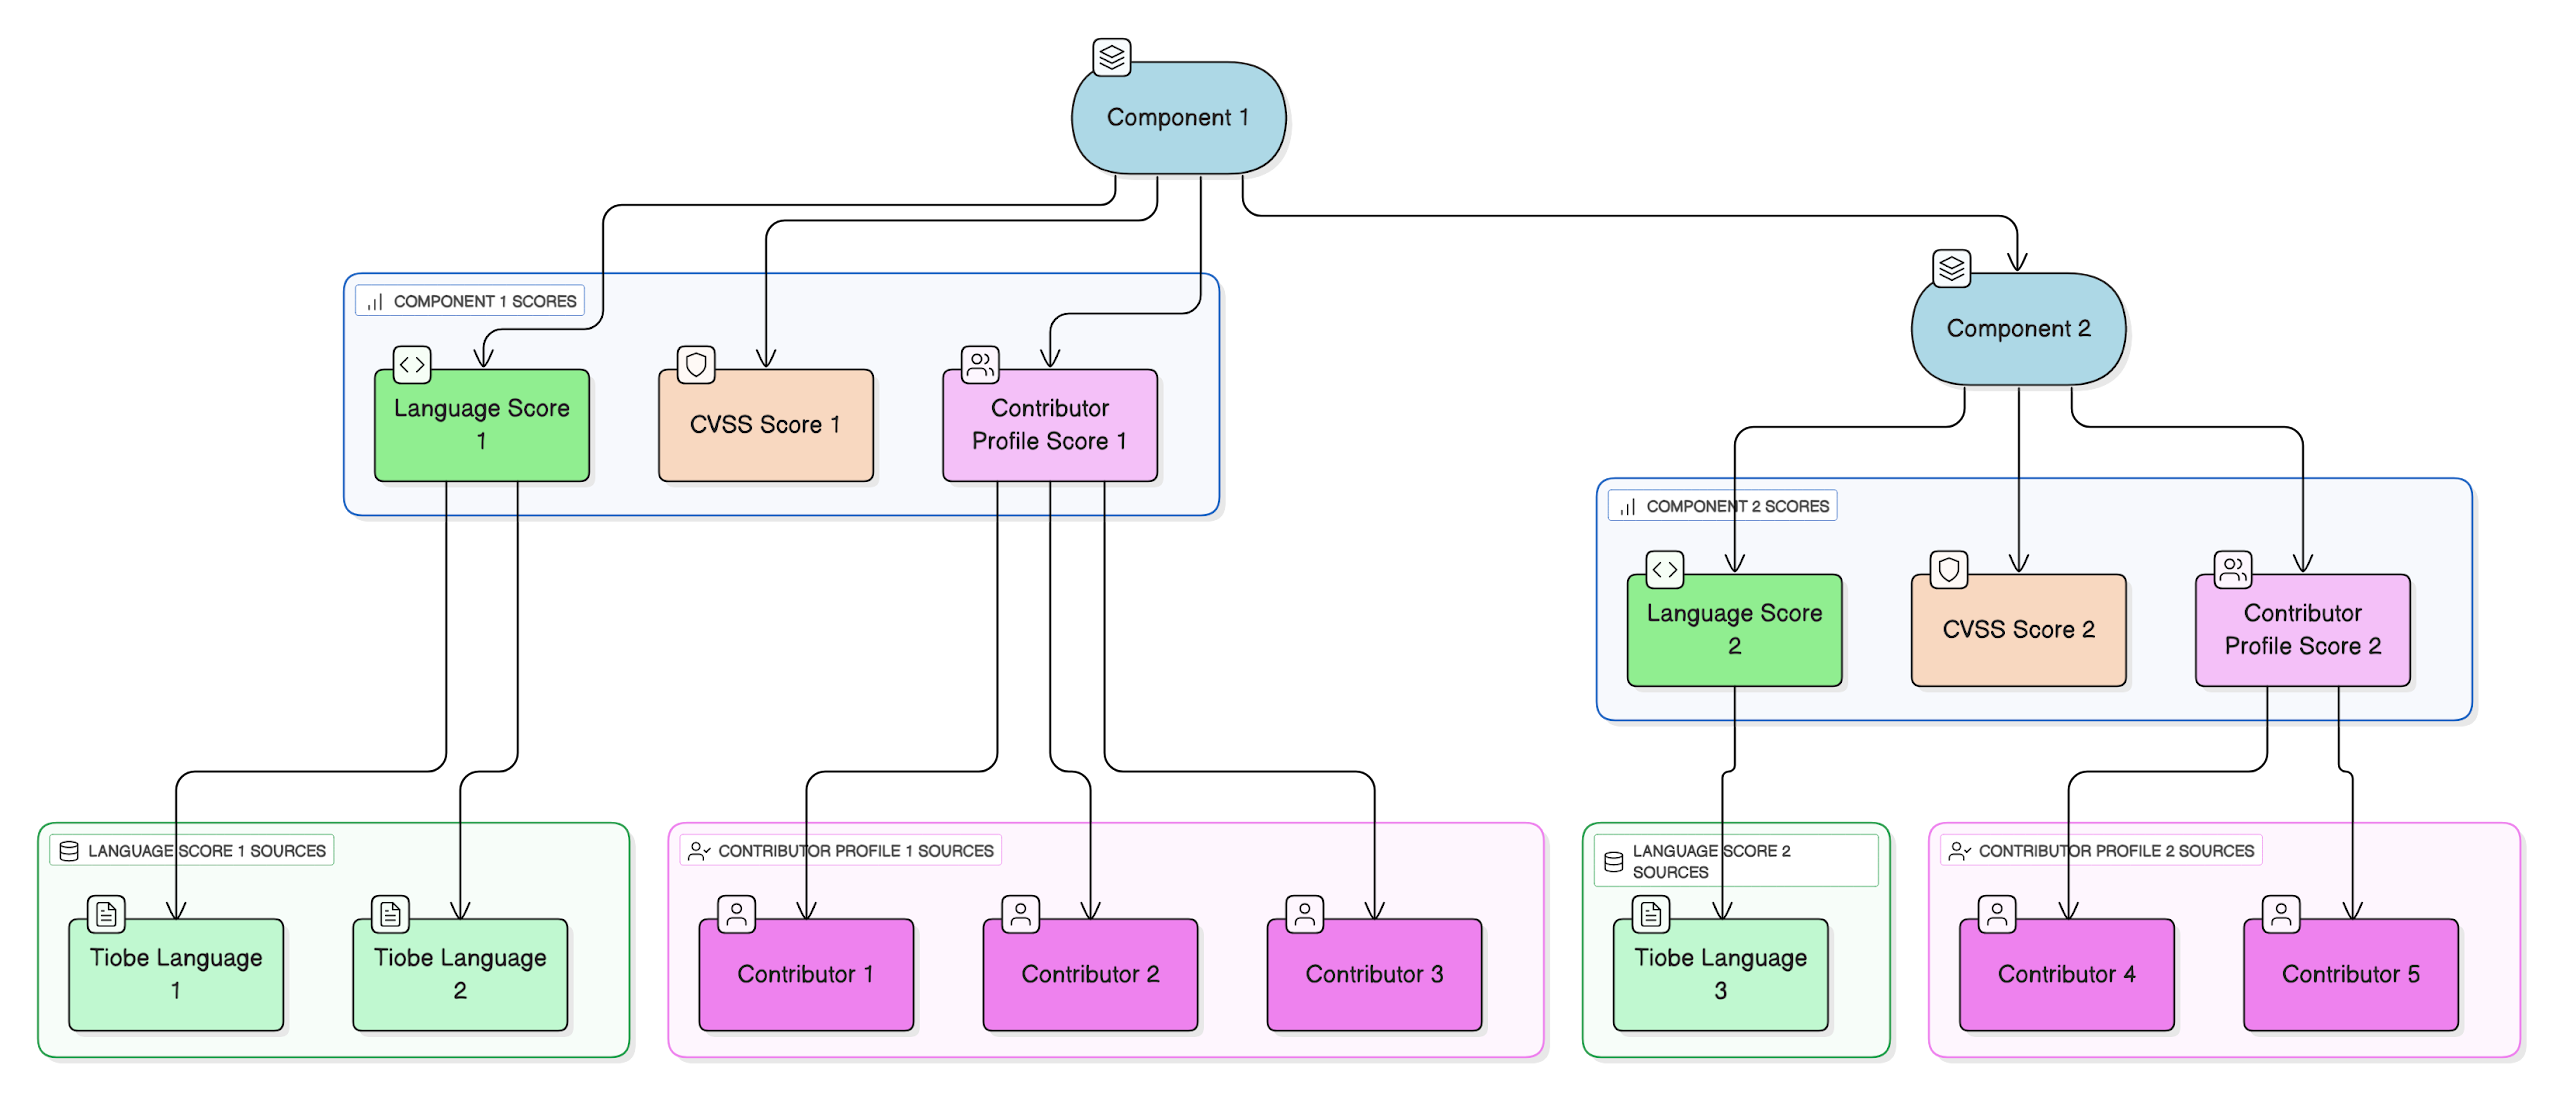 Component 1
COMPONENT 1 SCORES
Language Score
1
CVSS Score 1
Contributor
Profile Score 1
Component 2
COMPONENT 2 SCORES
Language Score
2
CVSS Score 2
Contributor
Profile Score 2
LANGUAGE SCORE 1 SOURCES
Tiobe Language
1
Tiobe Language
2
CONTRIBUTOR PROFILE 1 SOURCES
Contributor 1
Contributor 2
Contributor 3
LANGUAGE SCORE 2
SOURCES
Tiobe Language
3
CONTRIBUTOR PROFILE 2 SOURCES
Contributor 4
Contributor 5